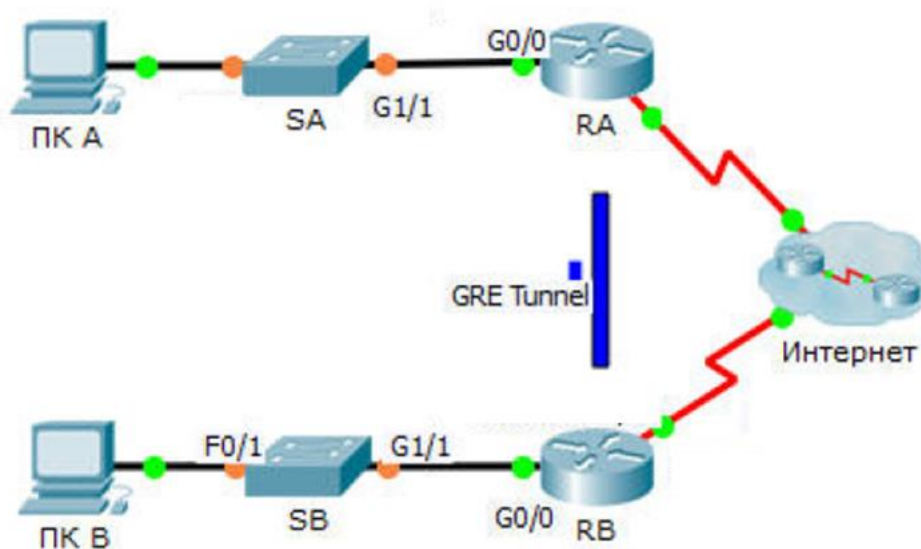 G0/0
G1/1
SA
RA
ПК A
GRE Tunnel
Интернет
F0/1
G1/1
G0/0
ПК B
SB
RB